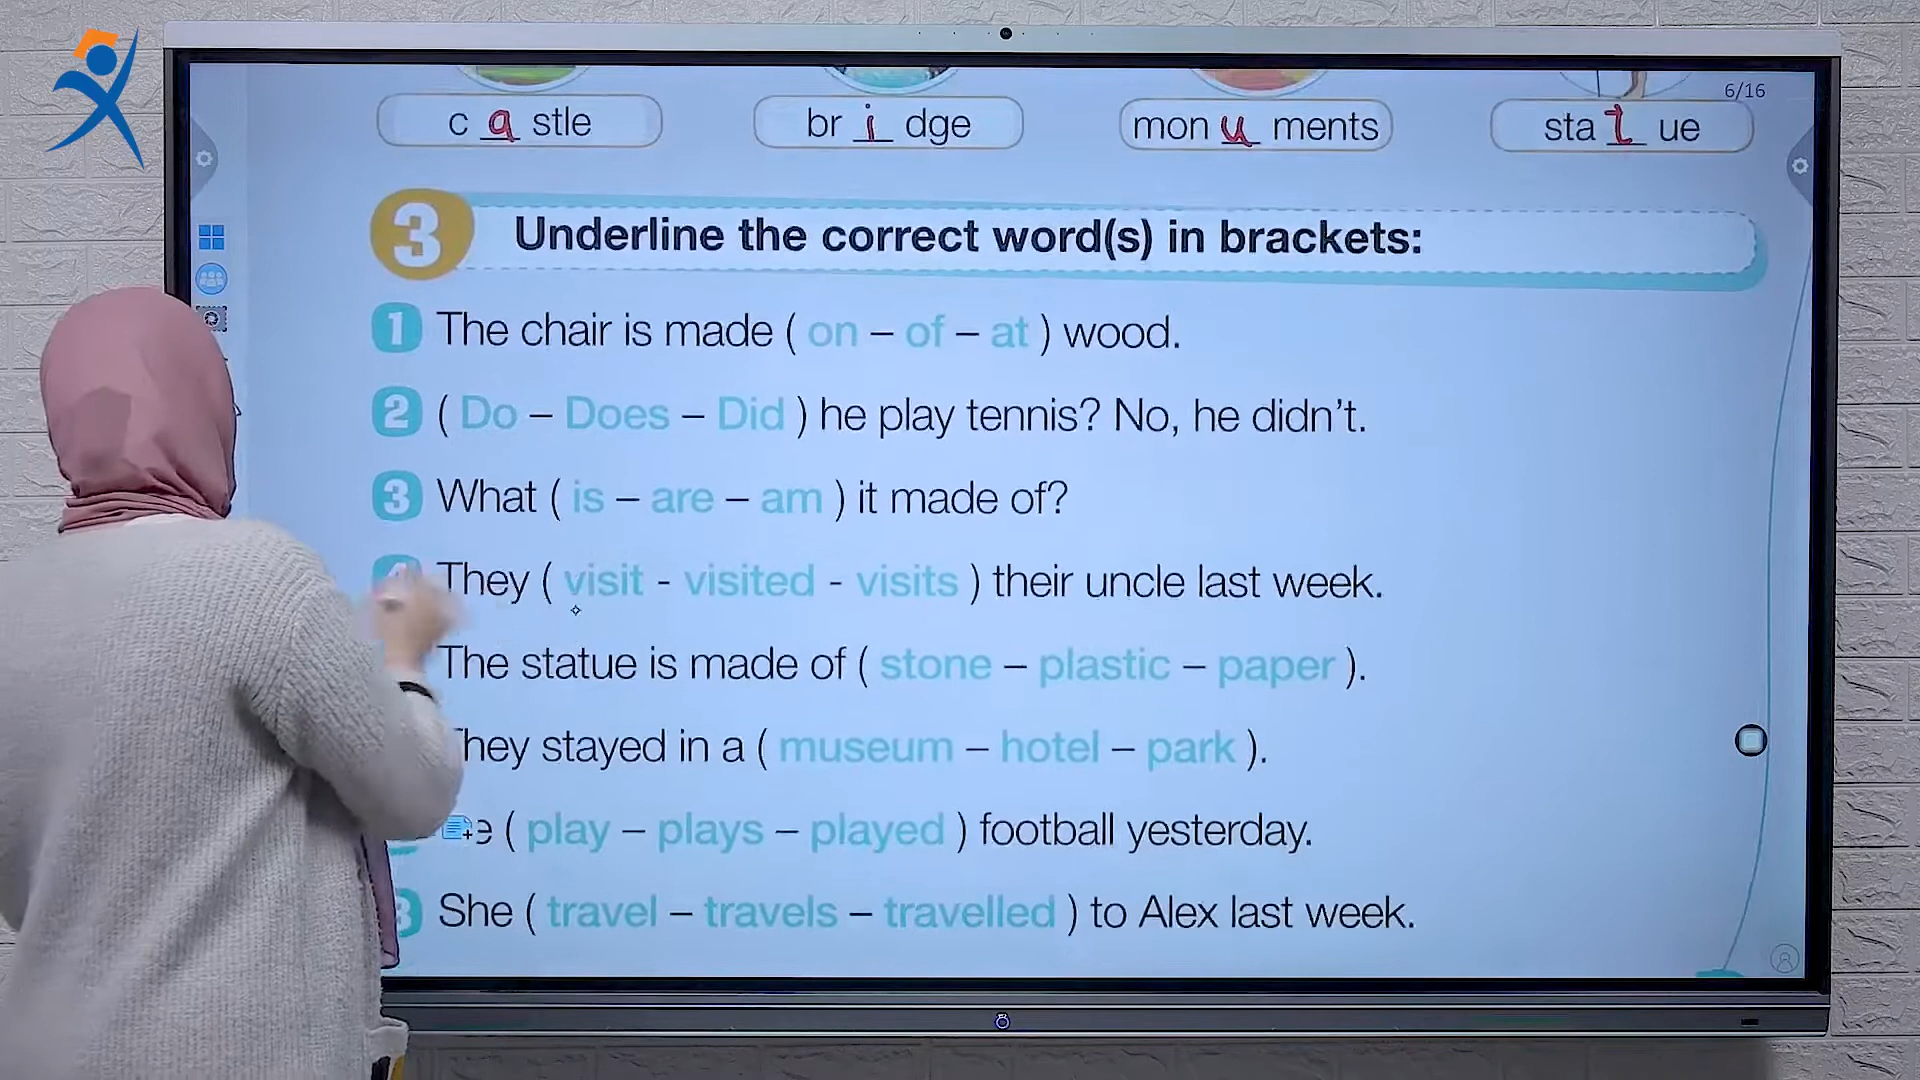 c a stle
br i dge
mon u ments
sta t ue
6/16
3 Underline the correct word(s) in brackets:
1 The chair is made ( on – of – at ) wood.
2 ( Do – Does – Did ) he play tennis? No, he didn't.
3 What ( is – are – am ) it made of?
They ( visit - visited - visits ) their uncle last week.
The statue is made of ( stone – plastic – paper ).
They stayed in a ( museum – hotel – park ).
( play – plays – played ) football yesterday.
8 She ( travel – travels – travelled ) to Alex last week.